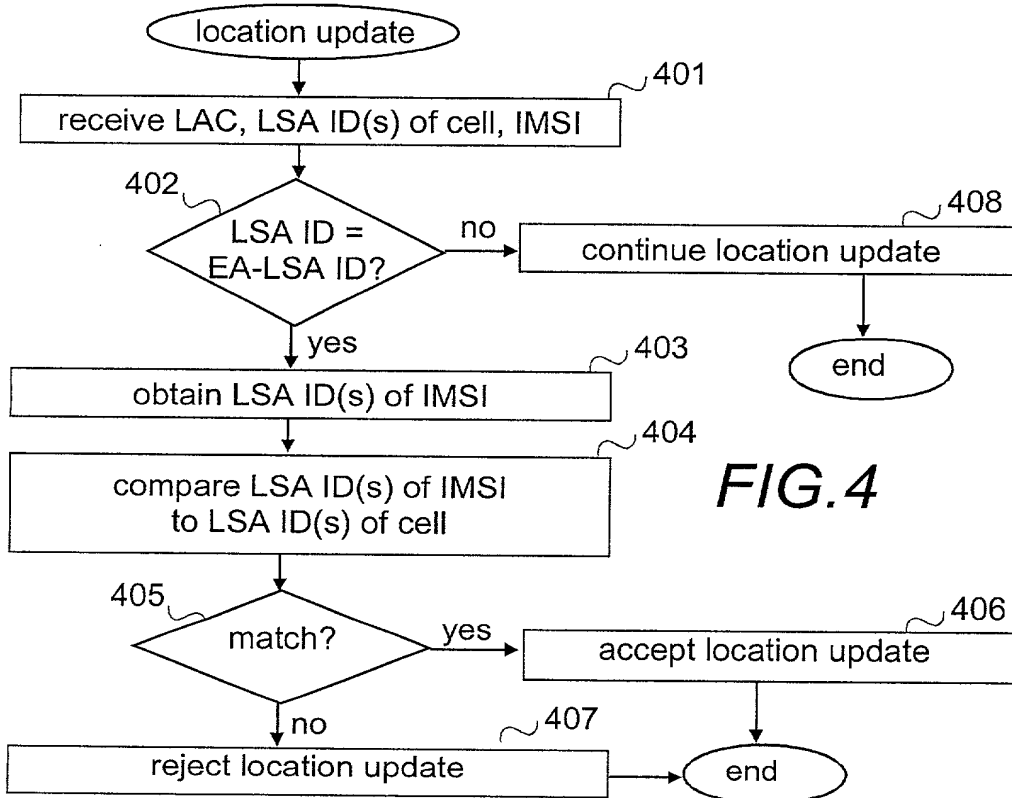 location update
401
receive LAC, LSA ID(s) of cell, IMSI
402
LSA ID =
EA-LSA ID?
no
408
continue location update
yes
end
403
obtain LSA ID(s) of IMSI
404
compare LSA ID(s) of IMSI
to LSA ID(s) of cell
FIG.4
405
match?
yes
406
accept location update
no
407
reject location update
end